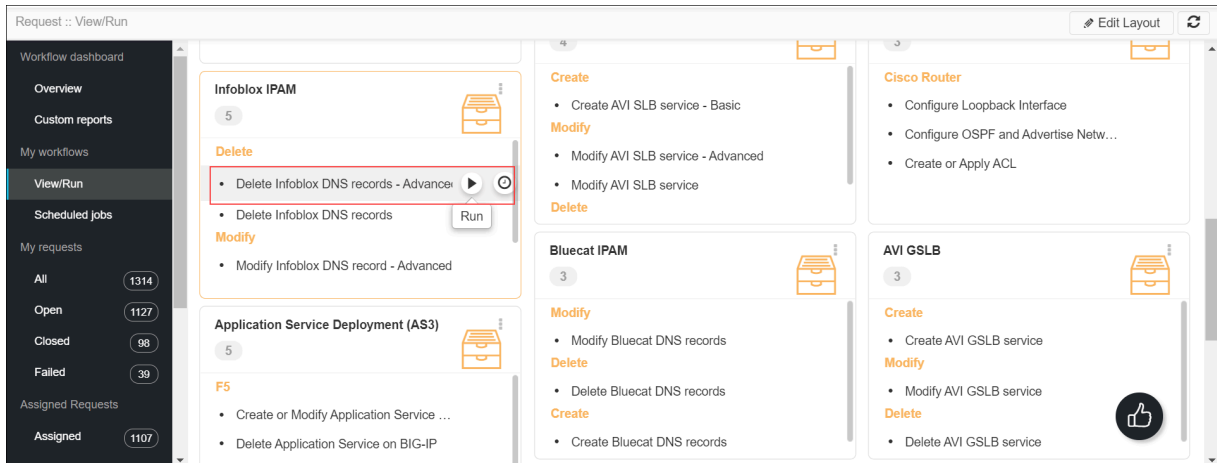 Request :: View/Run
Edit Layout
Workflow dashboard
Overview
Custom reports
My workflows
View/Run
Scheduled jobs
My requests
All 1314
Open 1127
Closed 98
Failed 39
Assigned Requests
Assigned 1107
Infoblox IPAM
5
Delete
• Delete Infoblox DNS records - Advance
Run
• Delete Infoblox DNS records
Modify
• Modify Infoblox DNS record - Advanced
Application Service Deployment (AS3)
5
F5
• Create or Modify Application Service …
• Delete Application Service on BIG-IP
4
Create
• Create AVI SLB service - Basic
Modify
• Modify AVI SLB service - Advanced
• Modify AVI SLB service
Delete
Bluecat IPAM
3
Modify
• Modify Bluecat DNS records
Delete
• Delete Bluecat DNS records
Create
• Create Bluecat DNS records
3
Cisco Router
• Configure Loopback Interface
• Configure OSPF and Advertise Netw…
• Create or Apply ACL
AVI GSLB
3
Create
• Create AVI GSLB service
Modify
• Modify AVI GSLB service
Delete
• Delete AVI GSLB service